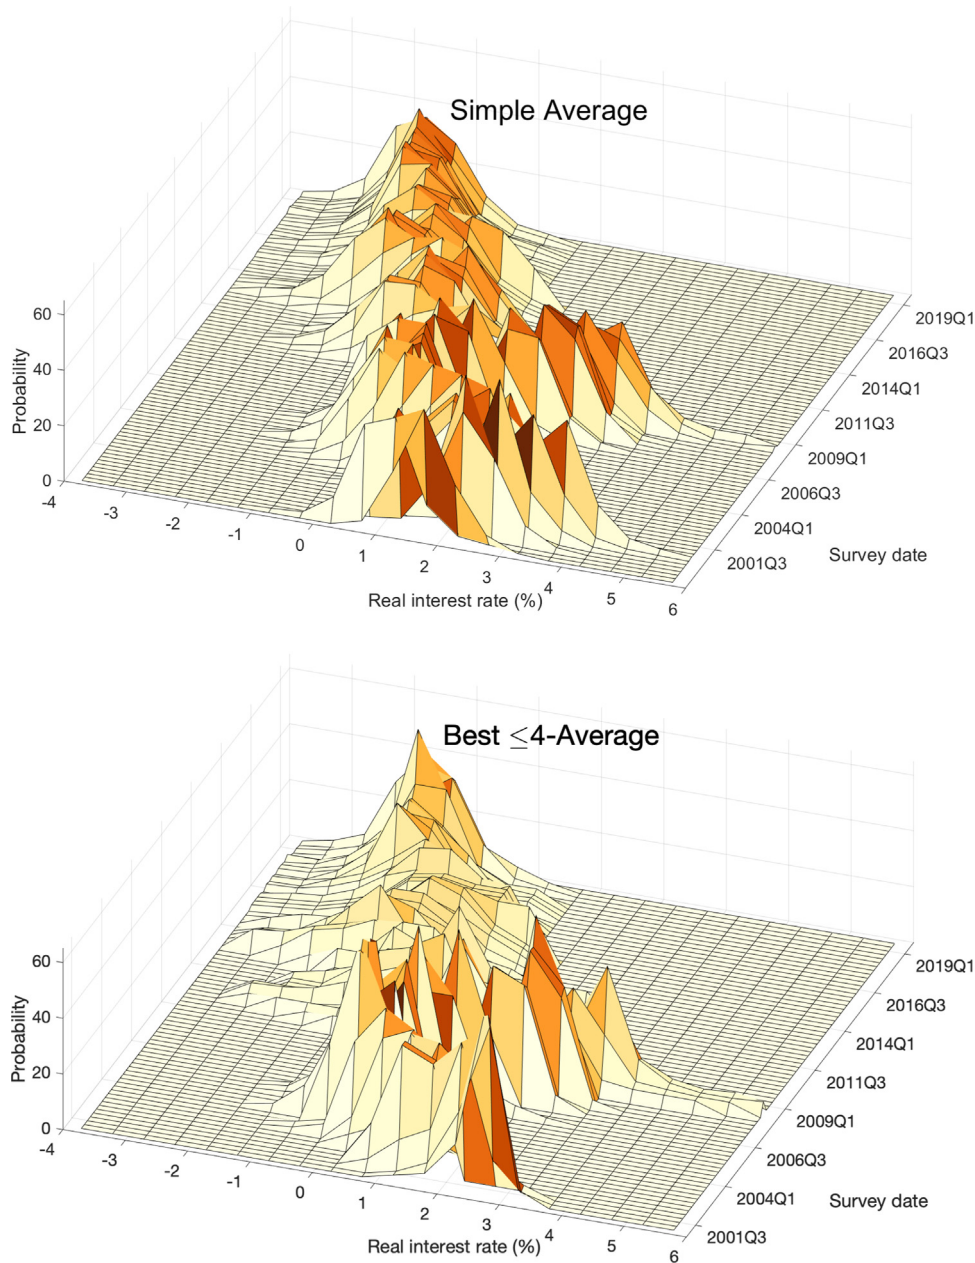 Simple Average
60
40
20
0
Probability
-4
-3
-2
-1
0
1
2
3
4
5
6
Real interest rate (%)
2019Q1
2016Q3
2014Q1
2011Q3
2009Q1
2006Q3
2004Q1
2001Q3
Survey date
Best ≤4-Average
60
40
20
0
Probability
-4
-3
-2
-1
0
1
2
3
4
5
6
Real interest rate (%)
2019Q1
2016Q3
2014Q1
2011Q3
2009Q1
2006Q3
2004Q1
2001Q3
Survey date